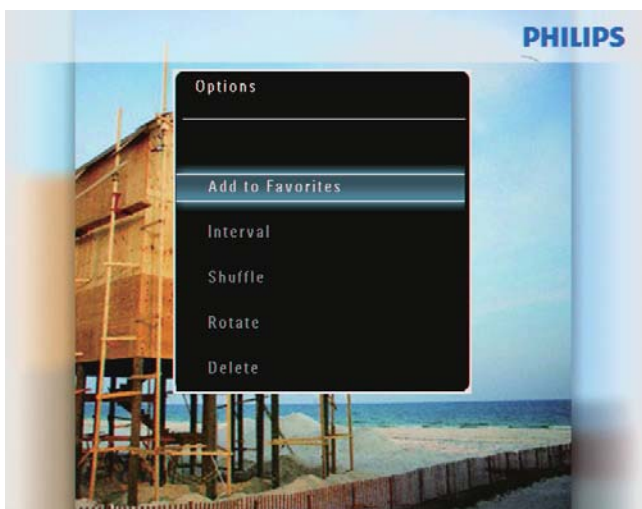 PHILIPS
Options
Add to Favorites
Interval
Shuffle
Rotate
Delete